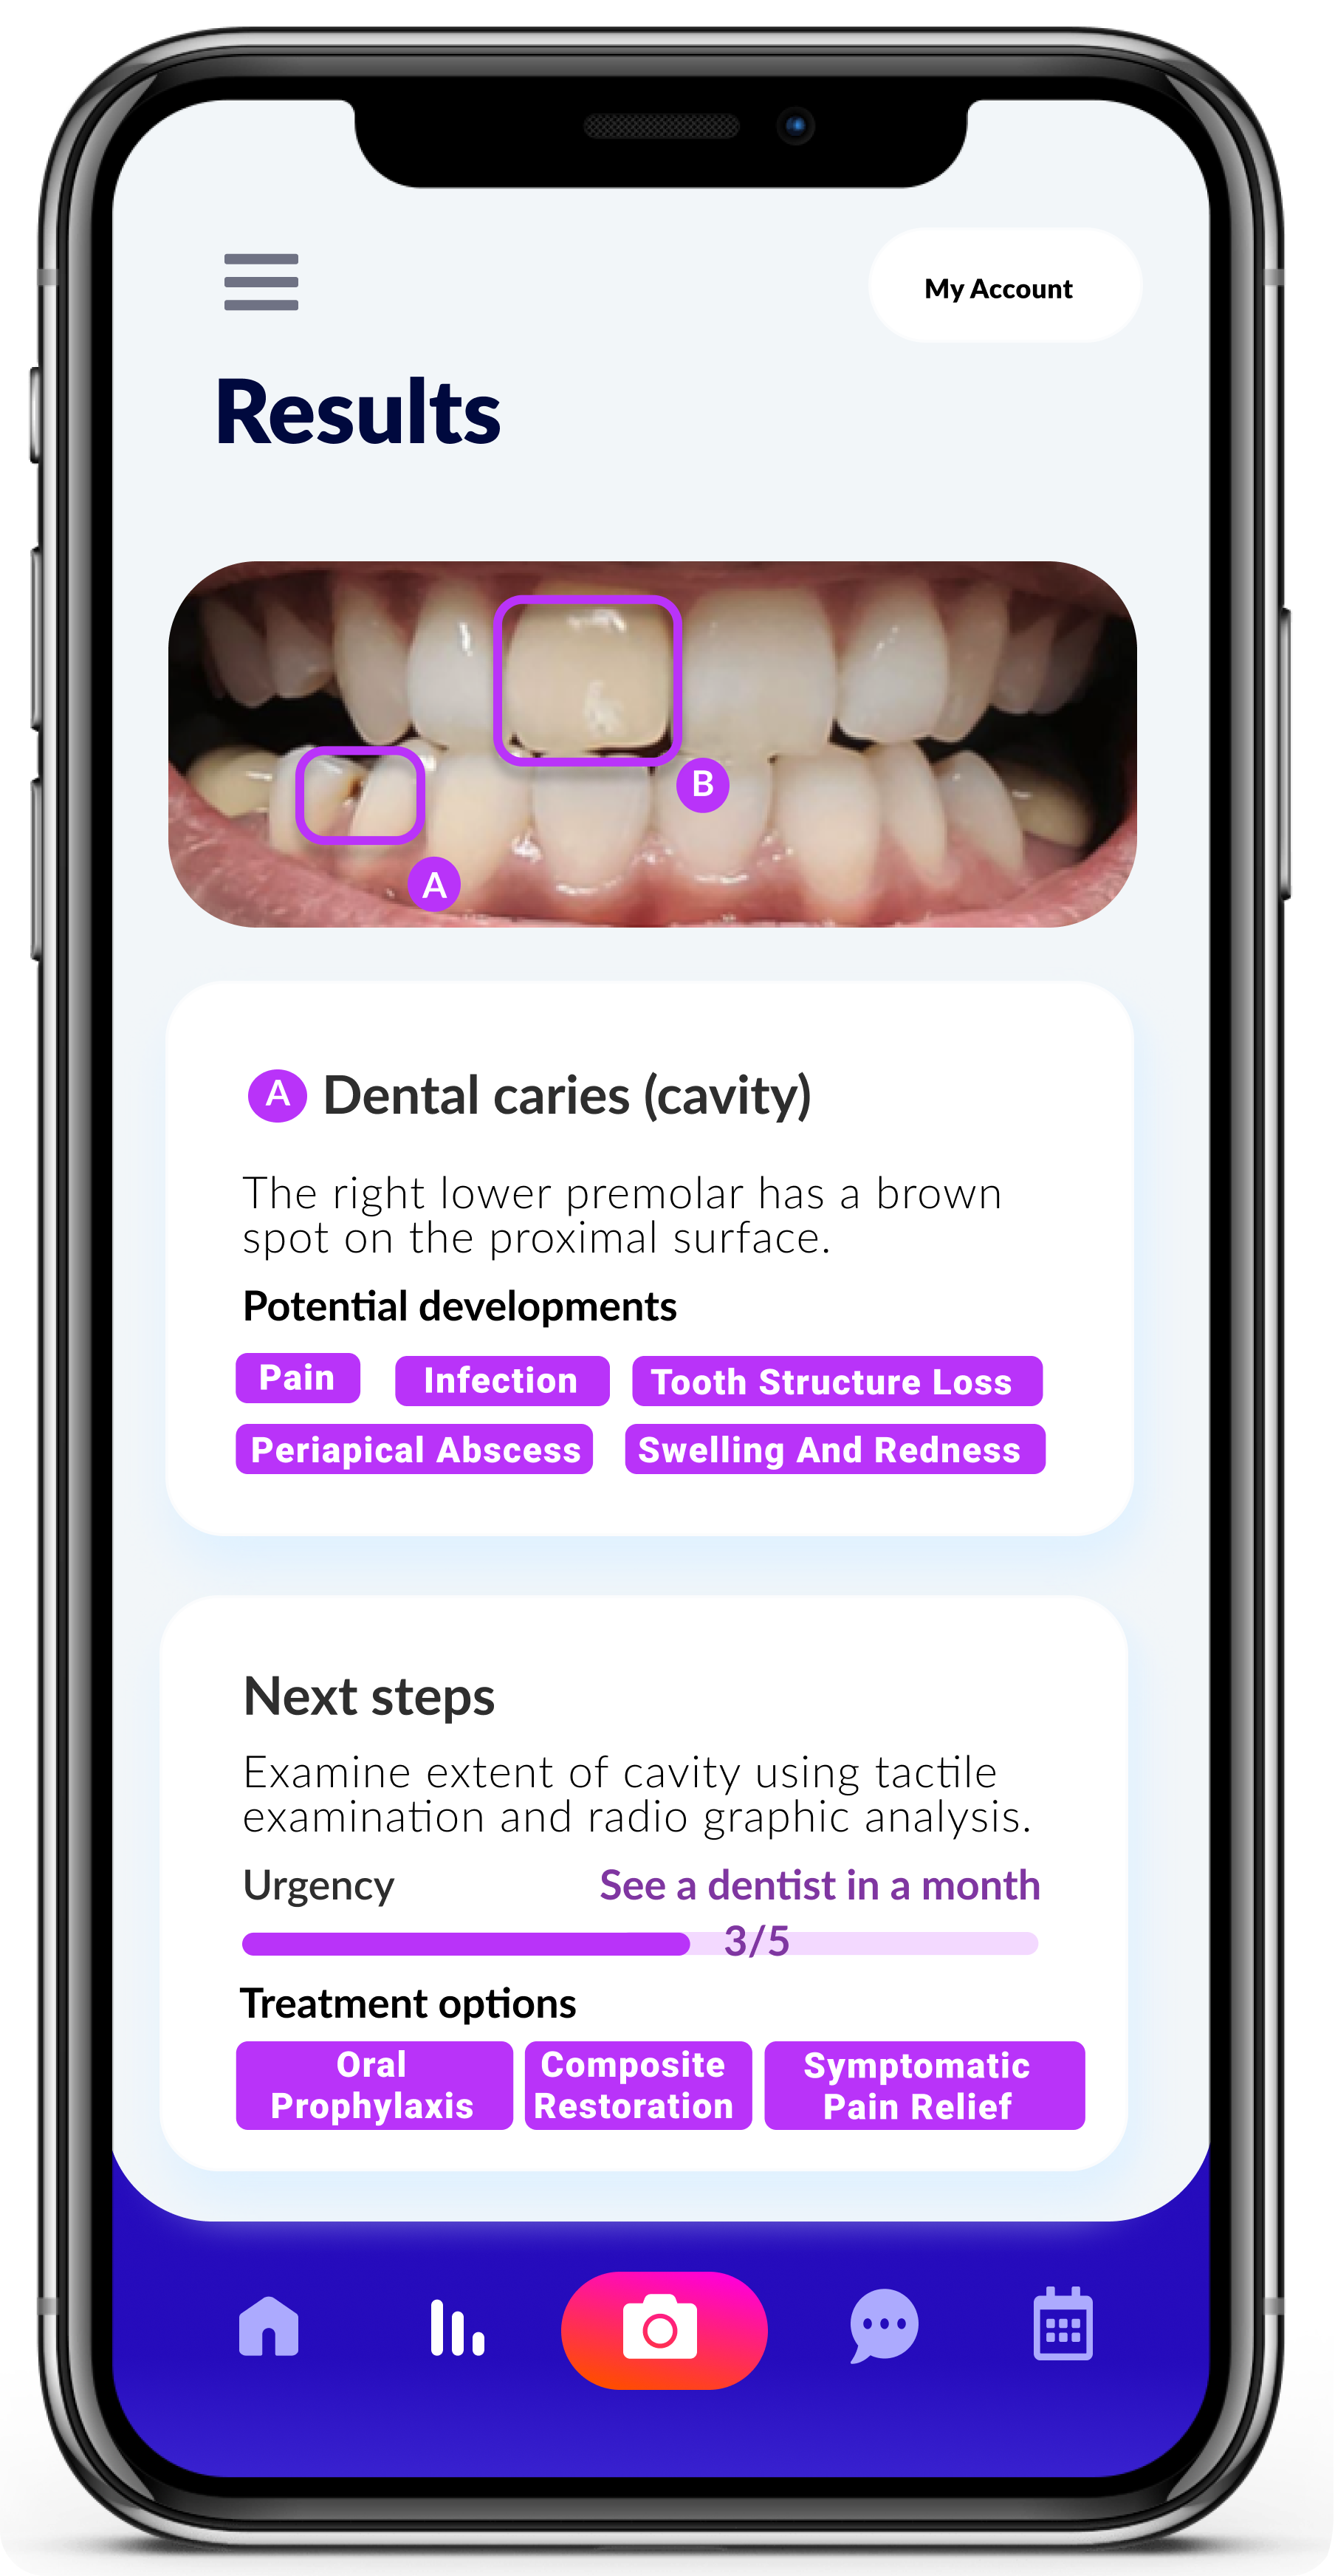 My Account
Results
B
A
A Dental caries (cavity)
The right lower premolar has a brown
spot on the proximal surface.
Potential developments
Pain Infection Tooth Structure Loss
Periapical Abscess Swelling And Redness
Next steps
Examine extent of cavity using tactile
examination and radio graphic analysis.
Urgency See a dentist in a month
3/5
Treatment options
Oral
Prophylaxis
Composite
Restoration
Symptomatic
Pain Relief